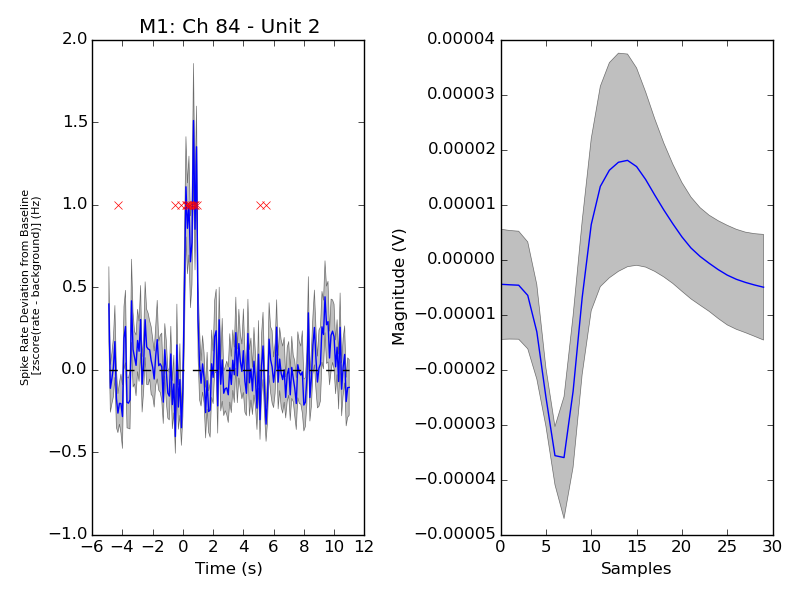 M1: Ch 84 - Unit 2
2.0
1.5
1.0
0.5
0.0
−0.5
−1.0
−6 −4 −2 0 2 4 6 8 10 12
Time (s)
Spike Rate Deviation from Baseline
[zscore(rate - background)] (Hz)
0.00004
0.00003
0.00002
0.00001
0.00000
−0.00001
−0.00002
−0.00003
−0.00004
−0.00005
0 5 10 15 20 25 30
Samples
Magnitude (V)